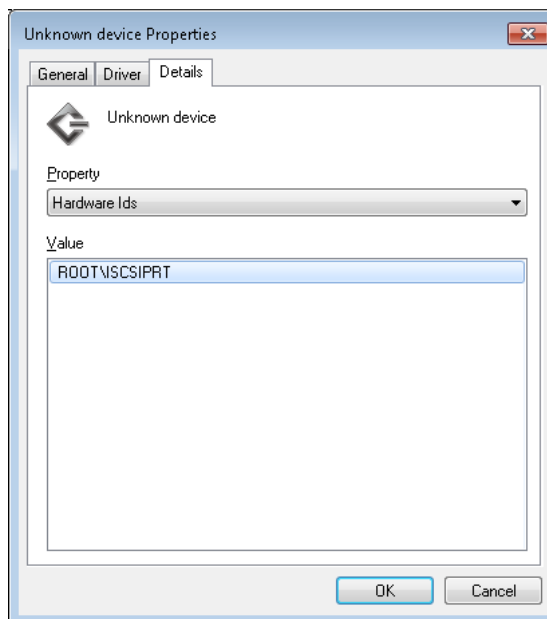 Unknown device Properties
General Driver Details
Unknown device
Property
Hardware Ids
Value
ROOT\ISCSIPRT
OK Cancel